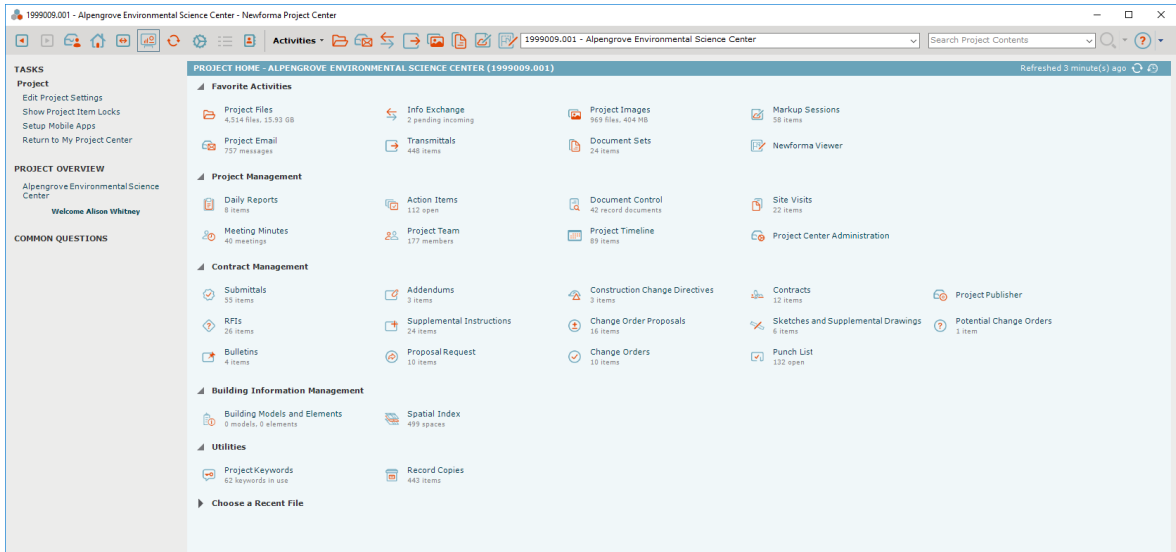 1999009.001 - Alpengrove Environmental Science Center - Newforma Project Center
Activities
1999009.001 - Alpengrove Environmental Science Center
Search Project Contents
TASKS
Project
Edit Project Settings
Show Project Item Locks
Setup Mobile Apps
Return to My Project Center
PROJECT OVERVIEW
Alpengrove Environmental Science
Center
Welcome Alison Whitney
COMMON QUESTIONS
PROJECT HOME - ALPENGROVE ENVIRONMENTAL SCIENCE CENTER (1999009.001)
Refreshed 3 minute(s) ago
Favorite Activities
Project Files
4,514 files, 15.93 GB
Info Exchange
2 pending incoming
Project Images
969 files, 404 MB
Markup Sessions
58 items
Project Email
757 messages
Transmittals
448 items
Document Sets
24 items
Newforma Viewer
Project Management
Daily Reports
8 items
Action Items
112 open
Document Control
42 record documents
Site Visits
22 items
Meeting Minutes
40 meetings
Project Team
177 members
Project Timeline
89 items
Project Center Administration
Contract Management
Submittals
55 items
Addendums
3 items
Construction Change Directives
3 items
Contracts
12 items
Project Publisher
RFIs
26 items
Supplemental Instructions
24 items
Change Order Proposals
16 items
Sketches and Supplemental Drawings
6 items
Potential Change Orders
1 item
Bulletins
4 items
Proposal Request
10 items
Change Orders
10 items
Punch List
132 open
Building Information Management
Building Models and Elements
0 models, 0 elements
Spatial Index
499 spaces
Utilities
Project Keywords
62 keywords in use
Record Copies
443 items
Choose a Recent File